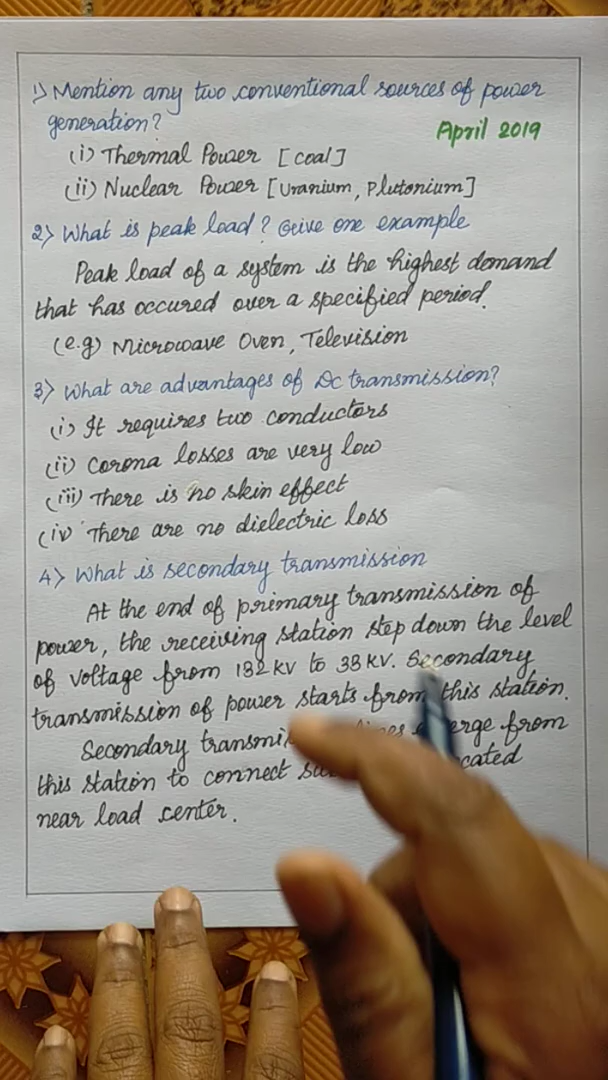 1) Mention any two conventional sources of power
generation?
April 2019
(i) Thermal Power [coal]
(ii) Nuclear Power [Uranium, Plutonium]
2) What is peak load? Give one example
Peak load of a system is the highest demand
that has occured over a specified period.
(e.g) Microwave Oven, Television
3) What are advantages of Dc transmission?
(i) It requires two conductors
(ii) Corona losses are very low
(iii) There is no skin effect
(iv) There are no dielectric loss
4) What is secondary transmission
At the end of primary transmission of
power, the receiving station step down the level
of voltage from 132 KV to 33 KV. Secondary
transmission of power starts from this station.
Secondary from
this station to connect
near load center.